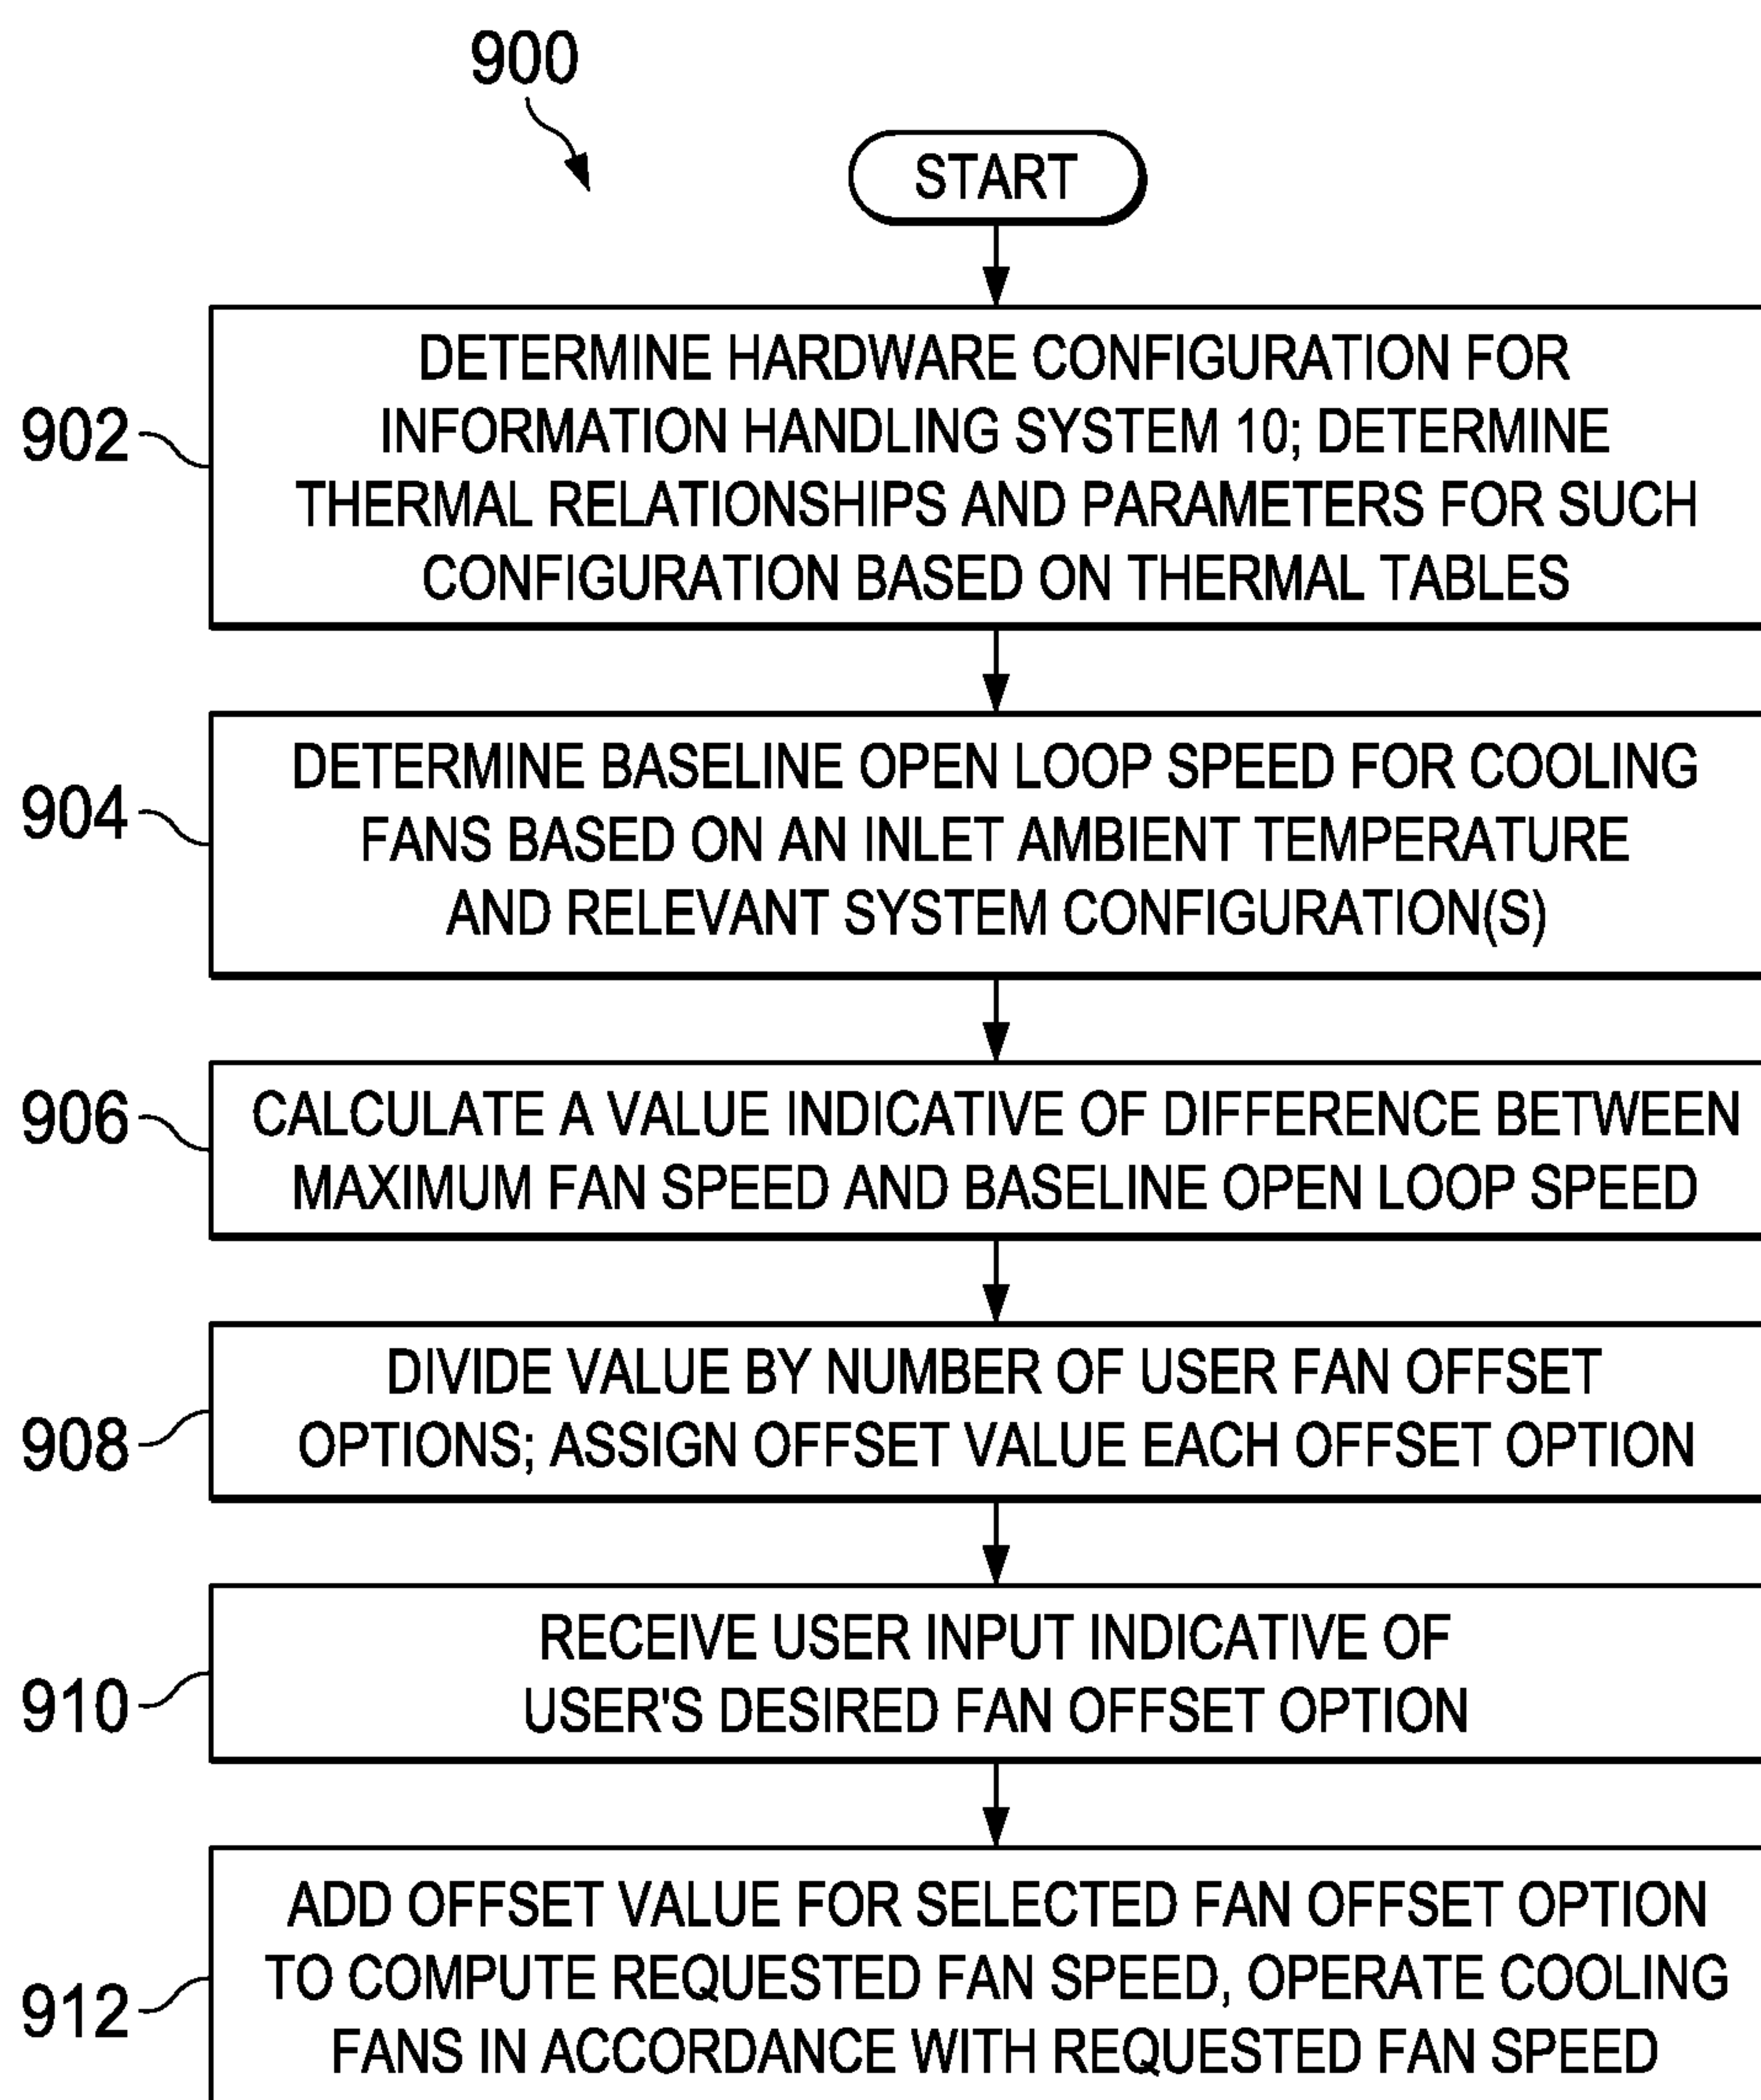 900
START
902
DETERMINE HARDWARE CONFIGURATION FOR
INFORMATION HANDLING SYSTEM 10; DETERMINE
THERMAL RELATIONSHIPS AND PARAMETERS FOR SUCH
CONFIGURATION BASED ON THERMAL TABLES
904
DETERMINE BASELINE OPEN LOOP SPEED FOR COOLING
FANS BASED ON AN INLET AMBIENT TEMPERATURE
AND RELEVANT SYSTEM CONFIGURATION(S)
906
CALCULATE A VALUE INDICATIVE OF DIFFERENCE BETWEEN
MAXIMUM FAN SPEED AND BASELINE OPEN LOOP SPEED
908
DIVIDE VALUE BY NUMBER OF USER FAN OFFSET
OPTIONS; ASSIGN OFFSET VALUE EACH OFFSET OPTION
910
RECEIVE USER INPUT INDICATIVE OF
USER'S DESIRED FAN OFFSET OPTION
912
ADD OFFSET VALUE FOR SELECTED FAN OFFSET OPTION
TO COMPUTE REQUESTED FAN SPEED, OPERATE COOLING
FANS IN ACCORDANCE WITH REQUESTED FAN SPEED